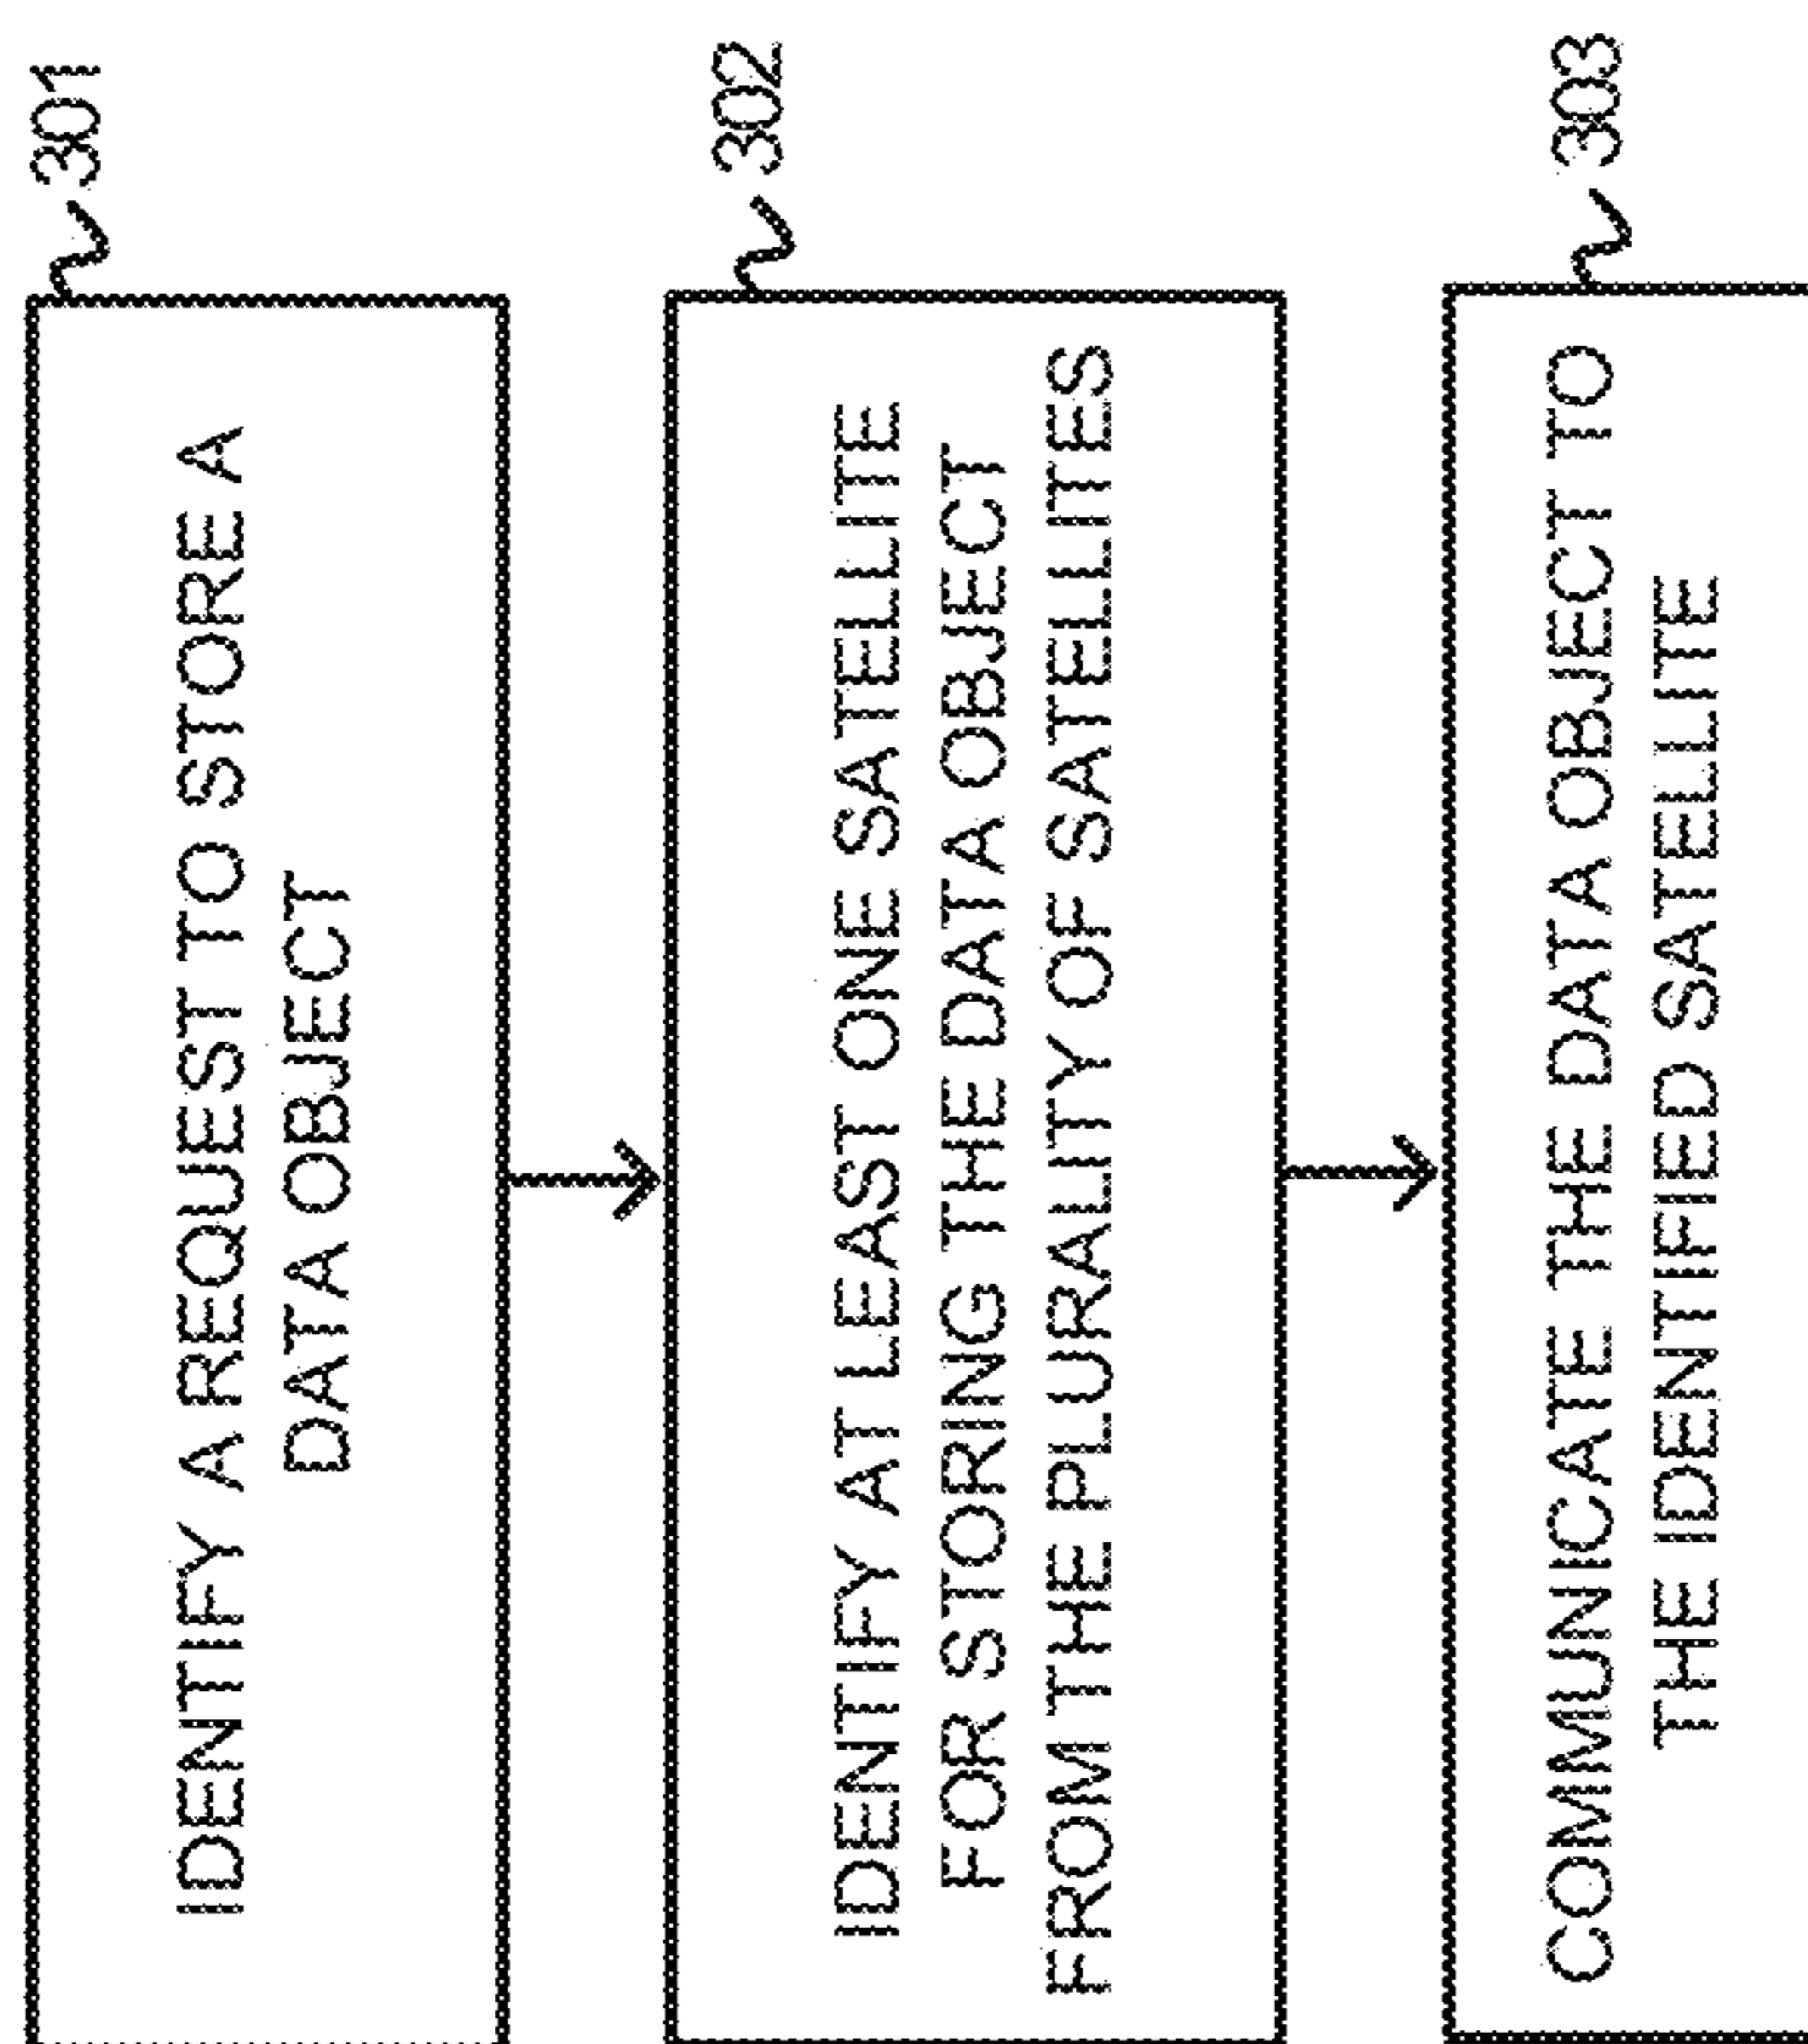 301
IDENTIFY A REQUEST TO STORE A
DATA OBJECT
302
IDENTIFY AT LEAST ONE SATELLITE
FOR STORING THE DATA OBJECT
FROM THE PLURALITY OF SATELLITES
303
COMMUNICATE THE DATA OBJECT TO
THE IDENTIFIED SATELLITE